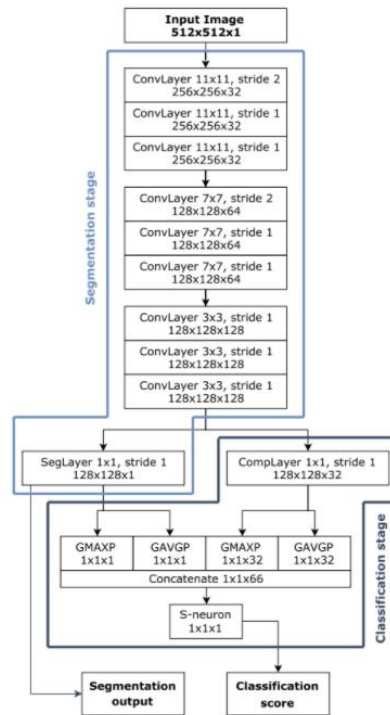 Input Image
512x512x1
Segmentation stage
ConvLayer 11x11, stride 2
256x256x32
ConvLayer 11x11, stride 1
256x256x32
ConvLayer 11x11, stride 1
256x256x32
ConvLayer 7x7, stride 2
128x128x64
ConvLayer 7x7, stride 1
128x128x64
ConvLayer 7x7, stride 1
128x128x64
ConvLayer 3x3, stride 1
128x128x128
ConvLayer 3x3, stride 1
128x128x128
ConvLayer 3x3, stride 1
128x128x128
SegLayer 1x1, stride 1
128x128x1
CompLayer 1x1, stride 1
128x128x32
Classification stage
GMAXP
1x1x1
GAVGP
1x1x1
GMAXP
1x1x32
GAVGP
1x1x32
Concatenate 1x1x66
S-neuron
1x1x1
Segmentation
output
Classification
score